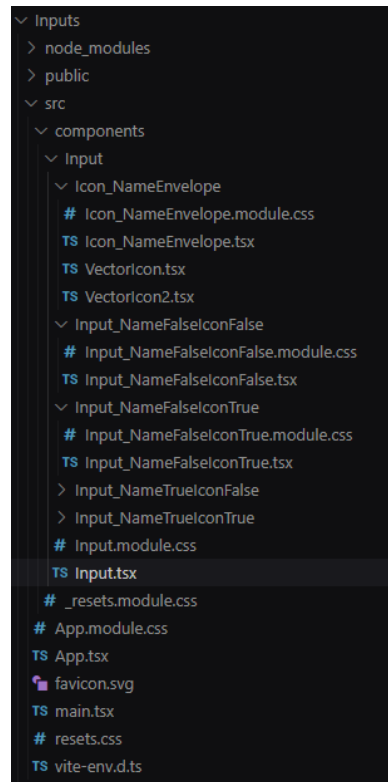 Inputs
node_modules
public
src
components
Input
Icon_NameEnvelope
# Icon_NameEnvelope.module.css
TS Icon_NameEnvelope.tsx
TS VectorIcon.tsx
TS VectorIcon2.tsx
Input_NameFalseIconFalse
# Input_NameFalseIconFalse.module.css
TS Input_NameFalseIconFalse.tsx
Input_NameFalseIconTrue
# Input_NameFalseIconTrue.module.css
TS Input_NameFalseIconTrue.tsx
Input_NameTrueIconFalse
Input_NameTrueIconTrue
# Input.module.css
TS Input.tsx
# _resets.module.css
# App.module.css
TS App.tsx
favicon.svg
TS main.tsx
# resets.css
TS vite-env.d.ts